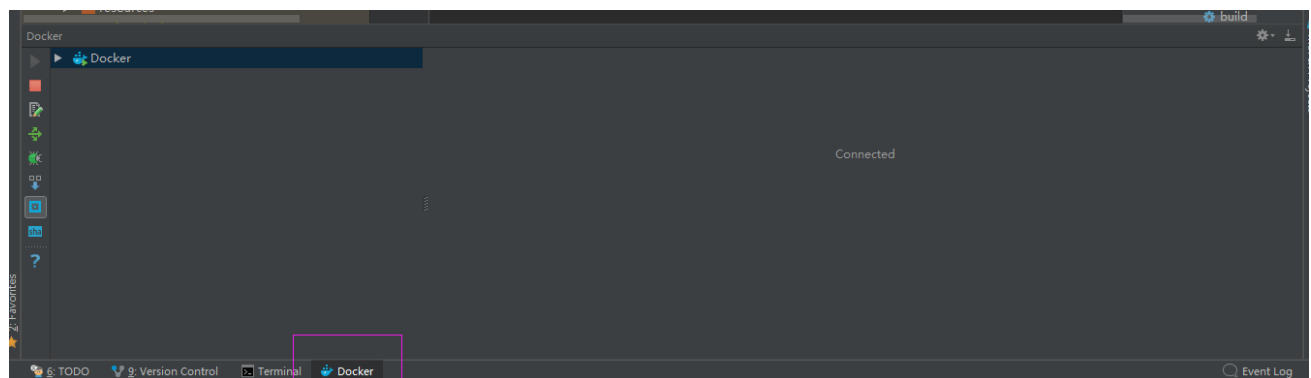 resources
build
Docker
Docker
Connected
sha
?
2: Favorites
6: TODO 9: Version Control Terminal Docker Event Log